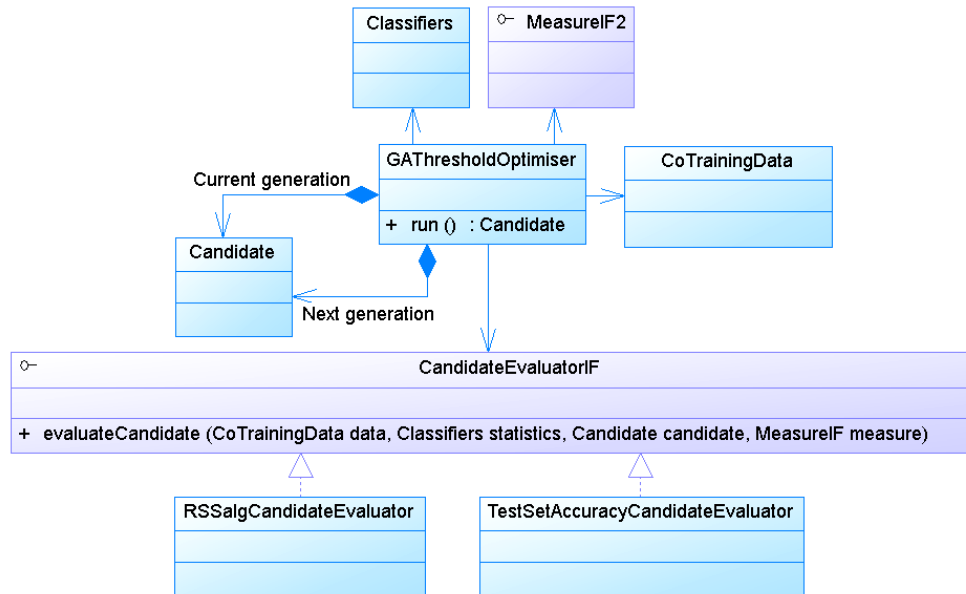 Classifiers
MeasureIF2
GAThresholdOptimiser
+ run () : Candidate
CoTrainingData
Current generation
Candidate
Next generation
CandidateEvaluatorIF
+ evaluateCandidate (CoTrainingData data, Classifiers statistics, Candidate candidate, MeasureIF measure)
RSSalgCandidateEvaluator
TestSetAccuracyCandidateEvaluator